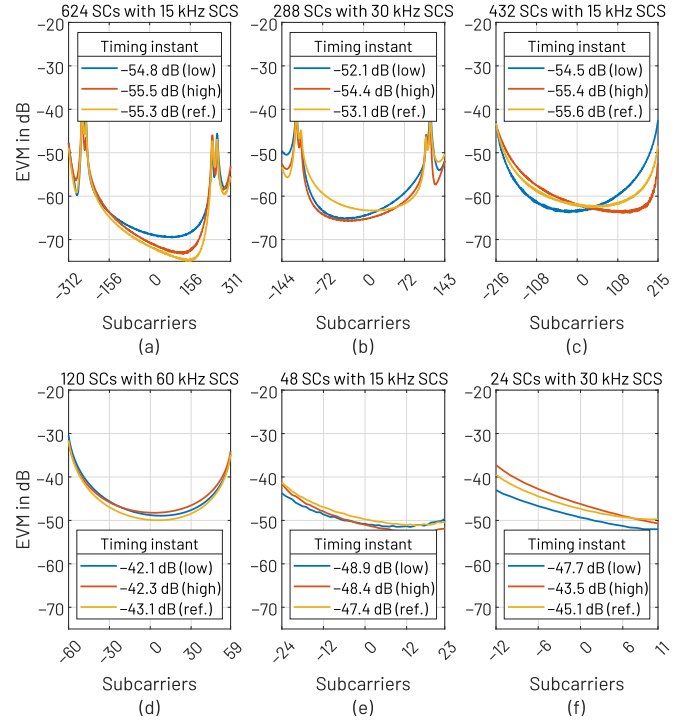 624 SCs with 15 kHz SCS
288 SCs with 30 kHz SCS
432 SCs with 15 kHz SCS
EVM in dB
−20
−30
−40
−50
−60
−70
Timing instant
−54.8 dB (low)
−55.5 dB (high)
−55.3 dB (ref.)
−312
−156
0
156
311
Subcarriers
(a)
−20
−30
−40
−50
−60
−70
Timing instant
−52.1 dB (low)
−54.4 dB (high)
−53.1 dB (ref.)
−144
−72
0
72
143
Subcarriers
(b)
−20
−30
−40
−50
−60
−70
Timing instant
−54.5 dB (low)
−55.4 dB (high)
−55.6 dB (ref.)
−216
−108
0
108
215
Subcarriers
(c)
120 SCs with 60 kHz SCS
48 SCs with 15 kHz SCS
24 SCs with 30 kHz SCS
EVM in dB
−20
−30
−40
−50
−60
−70
Timing instant
−42.1 dB (low)
−42.3 dB (high)
−43.1 dB (ref.)
−60
−30
0
30
59
Subcarriers
(d)
−20
−30
−40
−50
−60
−70
Timing instant
−48.9 dB (low)
−48.4 dB (high)
−47.4 dB (ref.)
−24
−12
0
12
23
Subcarriers
(e)
−20
−30
−40
−50
−60
−70
Timing instant
−47.7 dB (low)
−43.5 dB (high)
−45.1 dB (ref.)
−12
−6
0
6
11
Subcarriers
(f)